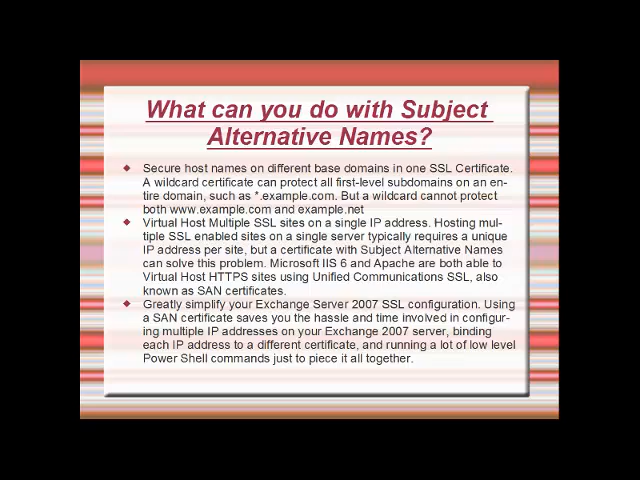 What can you do with Subject
Alternative Names?
Secure host names on different base domains in one SSL Certificate.
A wildcard certificate can protect all first-level subdomains on an en-
tire domain, such as *.example.com. But a wildcard cannot protect
both www.example.com and example.net
Virtual Host Multiple SSL sites on a single IP address. Hosting mul-
tiple SSL enabled sites on a single server typically requires a unique
IP address per site, but a certificate with Subject Alternative Names
can solve this problem. Microsoft IIS 6 and Apache are both able to
Virtual Host HTTPS sites using Unified Communications SSL, also
known as SAN certificates.
Greatly simplify your Exchange Server 2007 SSL configuration. Using
a SAN certificate saves you the hassle and time involved in configur-
ing multiple IP addresses on your Exchange 2007 server, binding
each IP address to a different certificate, and running a lot of low level
Power Shell commands just to piece it all together.